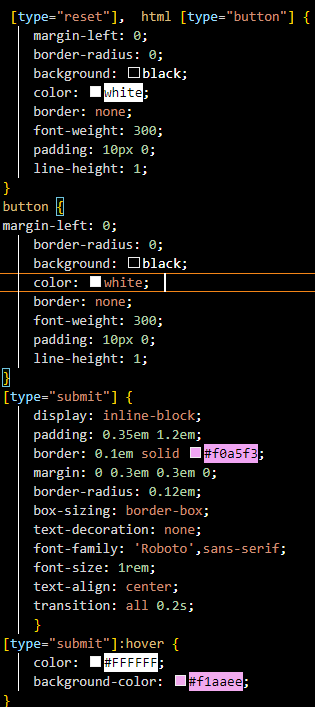 [type="reset"],  html [type="button"] {
    margin-left: 0;
    border-radius: 0;
    background: black;
    color: white;
    border: none;
    font-weight: 300;
    padding: 10px 0;
    line-height: 1;
}
button {
margin-left: 0;
    border-radius: 0;
    background: black;
    color: white;
    border: none;
    font-weight: 300;
    padding: 10px 0;
    line-height: 1;
}
[type="submit"] {
    display: inline-block;
    padding: 0.35em 1.2em;
    border: 0.1em solid #f0a5f3;
    margin: 0 0.3em 0.3em 0;
    border-radius: 0.12em;
    box-sizing: border-box;
    text-decoration: none;
    font-family: 'Roboto',sans-serif;
    font-size: 1rem;
    text-align: center;
    transition: all 0.2s;
    }
[type="submit"]:hover {
    color: #FFFFFF;
    background-color: #f1aaee;
}